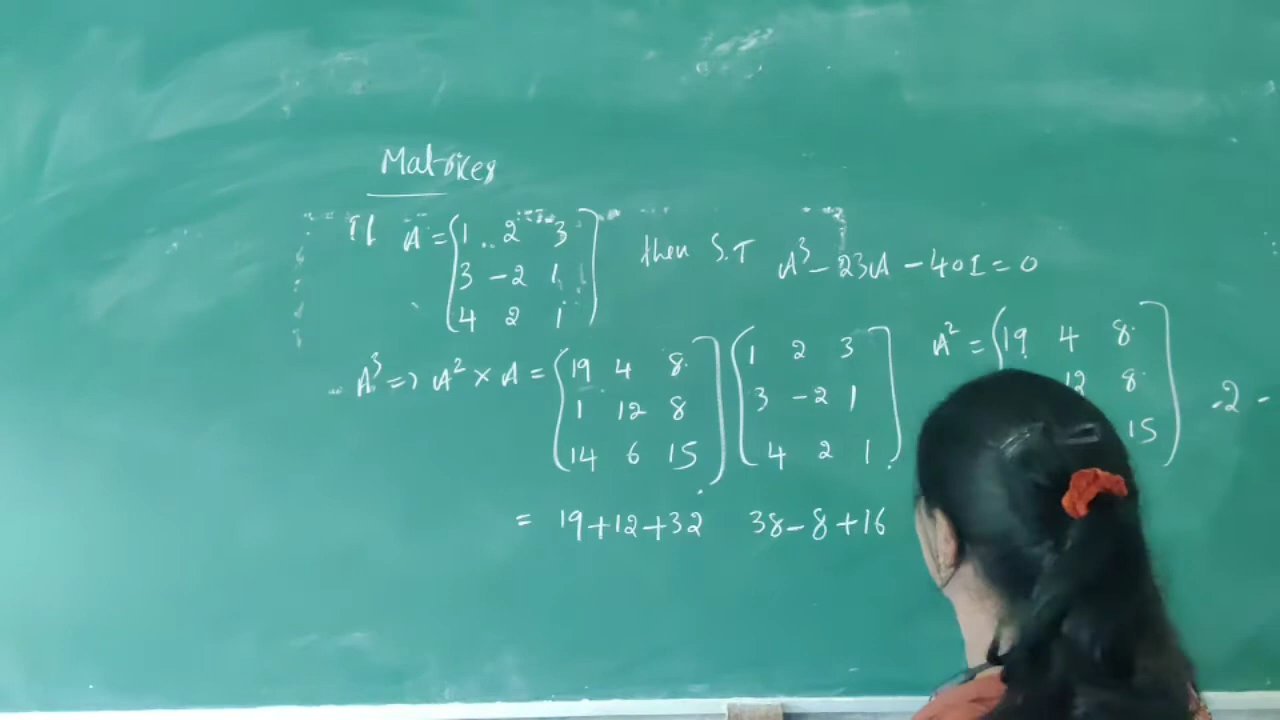 Matrices
If A = [1 2 3
3 -2 1
4 2 1] then S.T A³ - 23A - 40I = 0
A³ => A² × A = [19 4 8
1 12 8
14 6 15] [1 2 3
3 -2 1
4 2 1] A² = [19 4 8
12 8
15] -2-
= 19+12+32 38-8+16